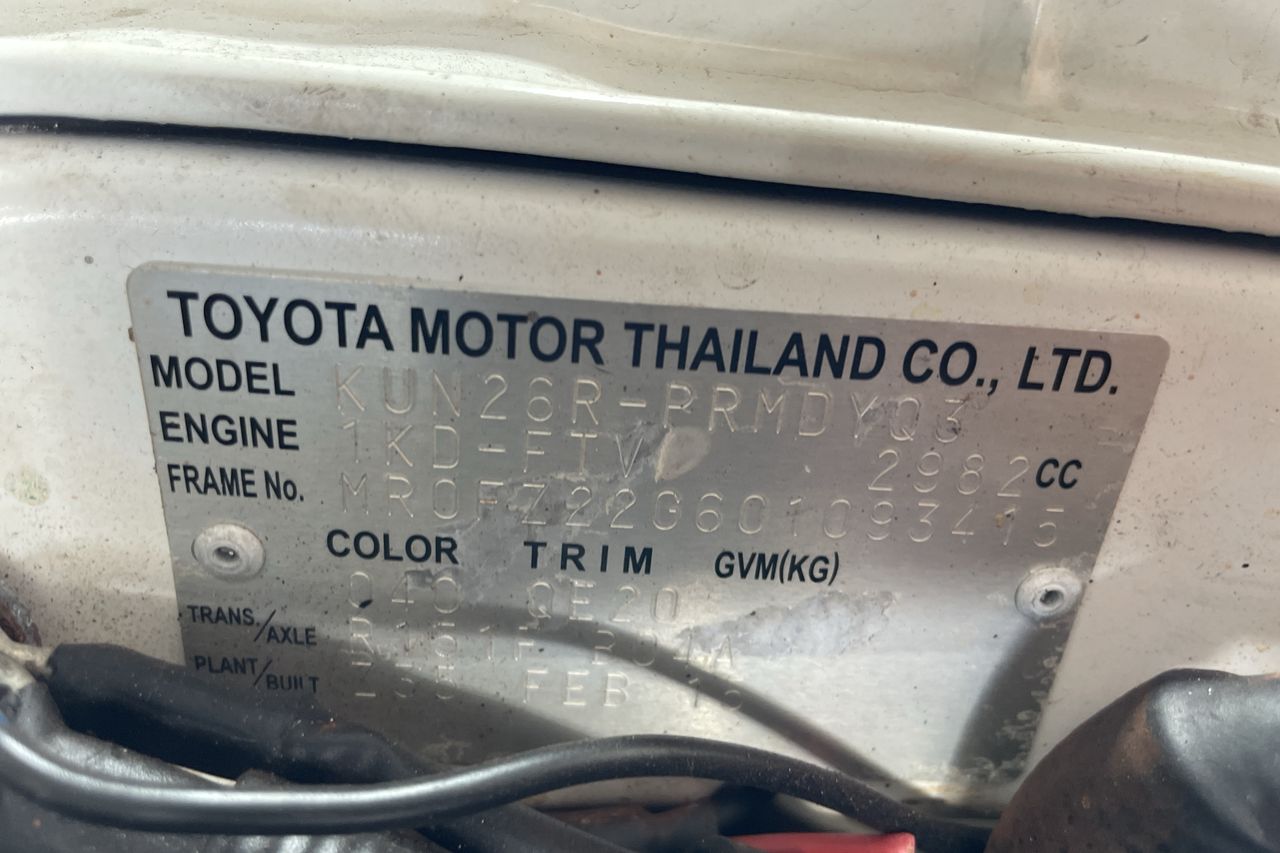 TOYOTA MOTOR THAILAND CO., LTD.
MODEL KUN26R-PRMDYQ3
ENGINE 1KD-FTV 2982 CC
FRAME No. MR0FZ22G601093415
COLOR TRIM GVM(KG)
040 QE20
TRANS./AXLE
PLANT/BUILT FEB